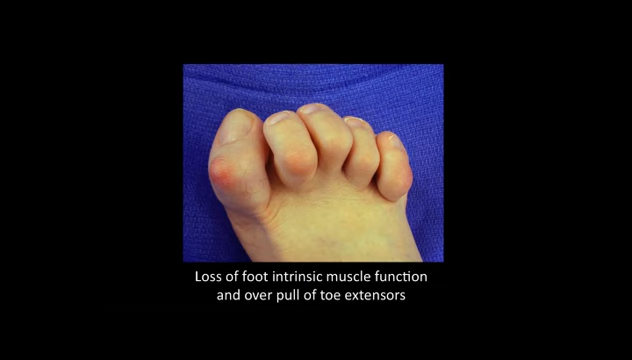 Loss of foot intrinsic muscle function
and over pull of toe extensors